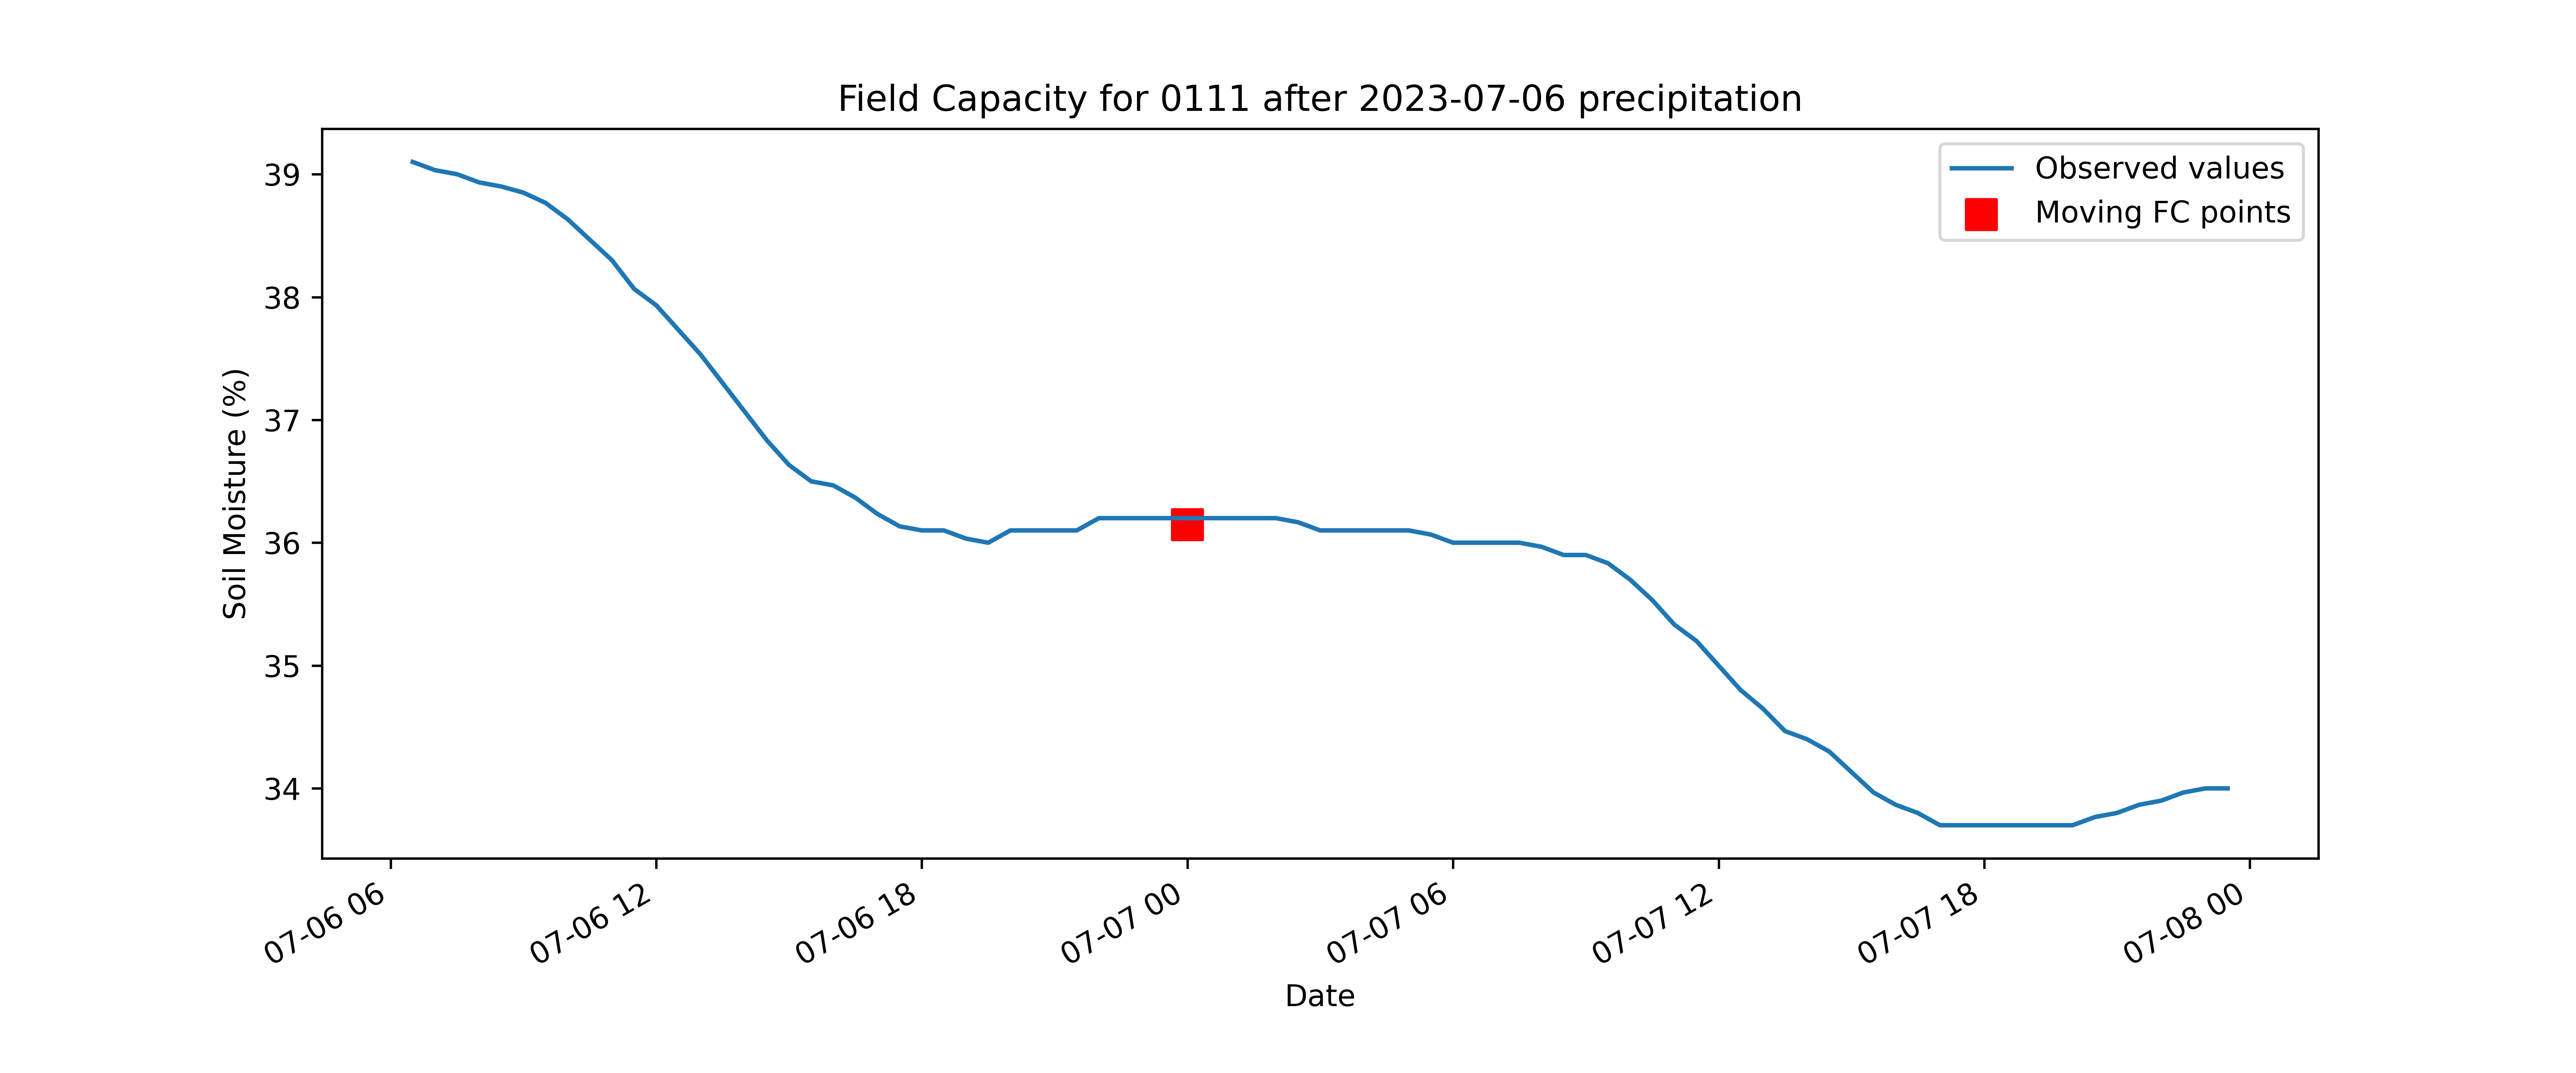 Field Capacity for 0111 after 2023-07-06 precipitation
Observed values
Moving FC points
Soil Moisture (%)
39
38
37
36
35
34
07-06 06
07-06 12
07-06 18
07-07 00
07-07 06
07-07 12
07-07 18
07-08 00
Date